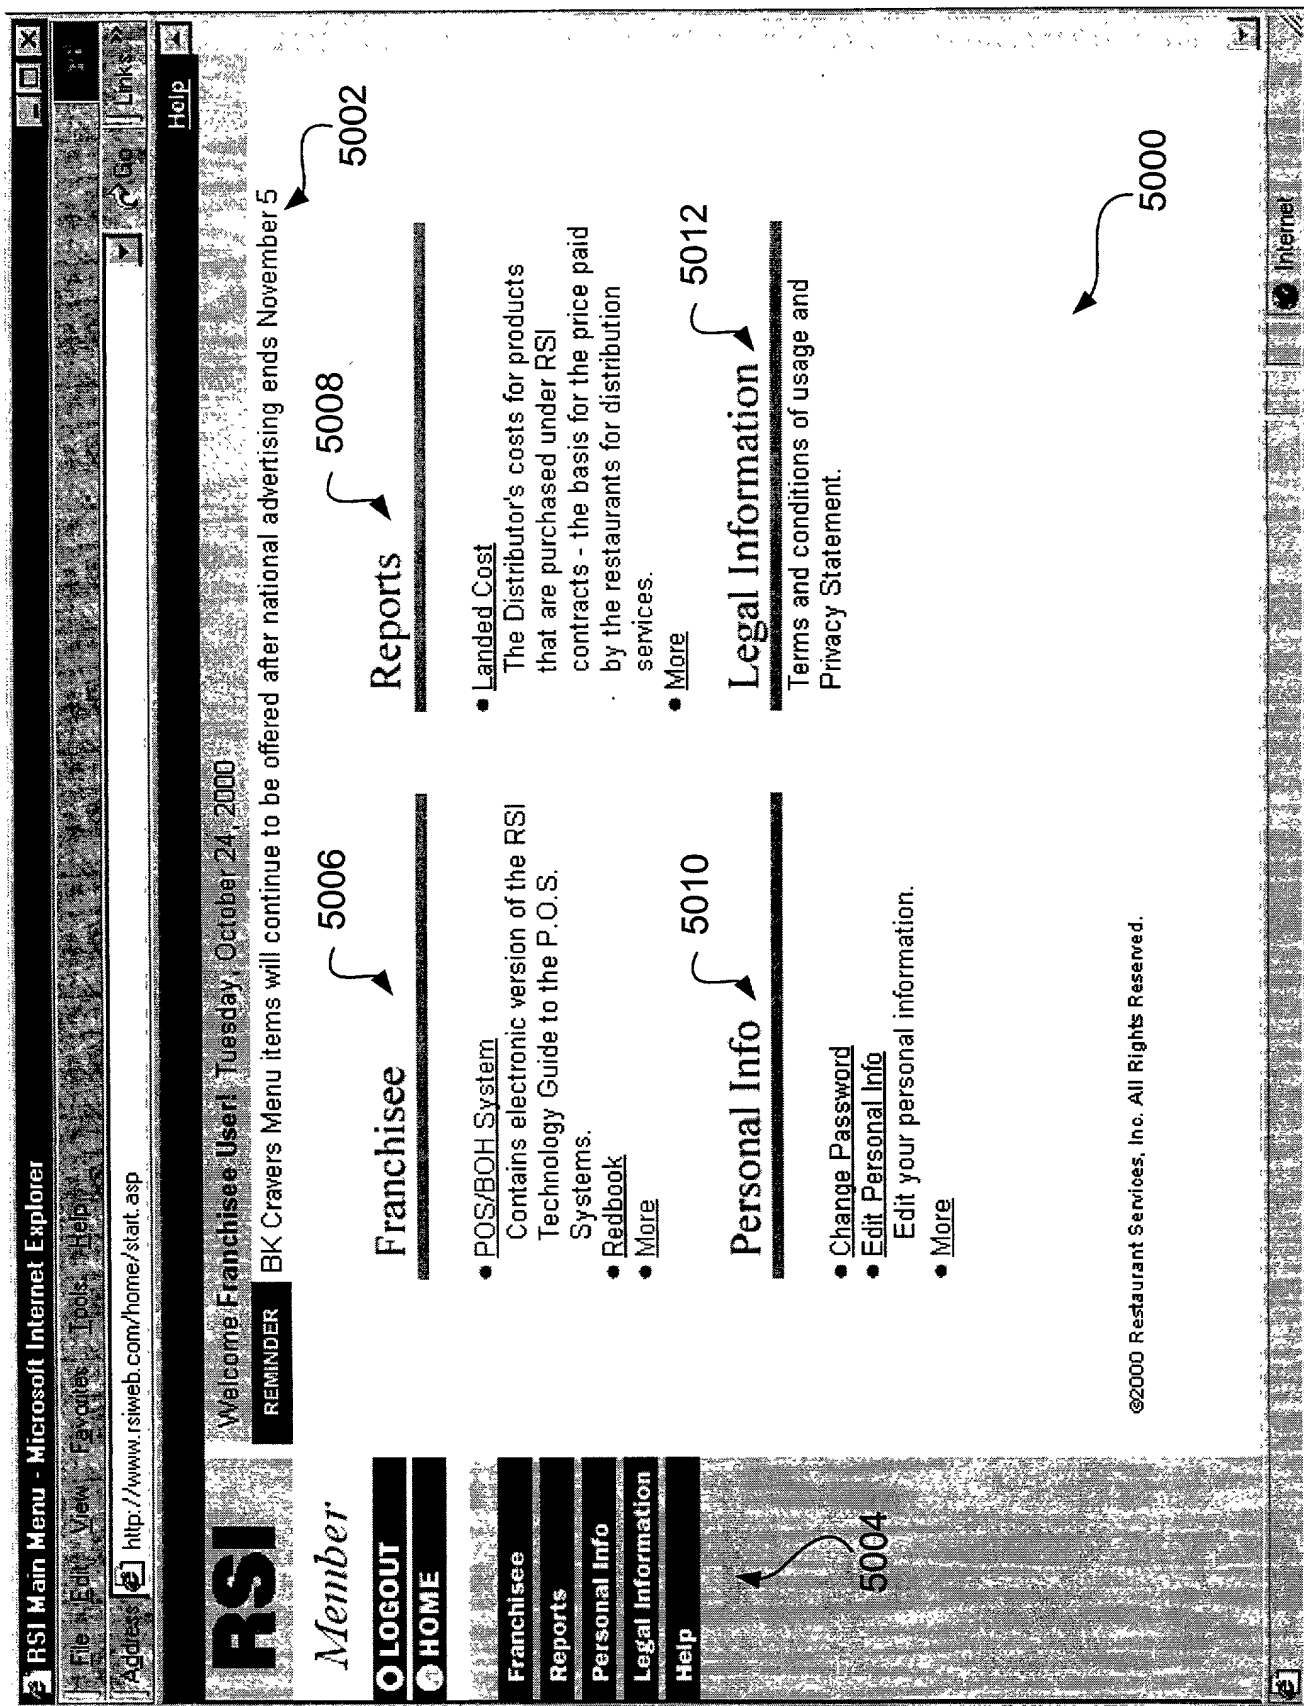 RSI Main Menu - Microsoft Internet Explorer
File Edit View Favorites Tools Help
Address http://www.rsiweb.com/home/start.asp Go Links »
Help
RSI
Welcome Franchisee User! Tuesday, October 24, 2000
REMINDER BK Cravers Menu items will continue to be offered after national advertising ends November 5
5002
Member
LOGOUT
HOME
Franchisee
Reports
Personal Info
Legal Information
Help
5004
Franchisee
5006
• POS/BOH System
Contains electronic version of the RSI
Technology Guide to the P.O.S.
Systems.
• Redbook
• More
Reports
5008
• Landed Cost
The Distributor's costs for products
that are purchased under RSI
contracts - the basis for the price paid
by the restaurants for distribution
services.
• More
Personal Info
5010
• Change Password
• Edit Personal Info
Edit your personal information.
• More
Legal Information
5012
Terms and conditions of usage and
Privacy Statement.
5000
©2000 Restaurant Services, Inc. All Rights Reserved.
Internet